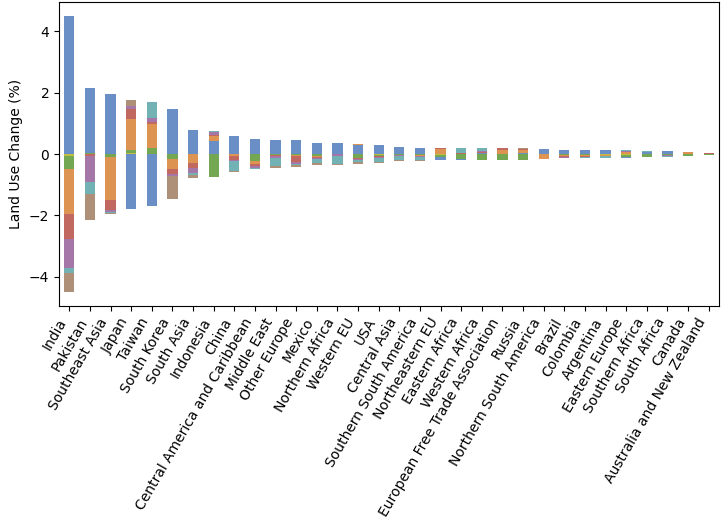 Land Use Change (%)
4
2
0
−2
−4
India
Pakistan
Southeast Asia
Japan
Taiwan
South Korea
South Asia
Indonesia
China
Central America and Caribbean
Middle East
Other Europe
Mexico
Northern Africa
Western EU
USA
Central Asia
Southern South America
Northeastern EU
Eastern Africa
Western Africa
European Free Trade Association
Russia
Northern South America
Brazil
Colombia
Argentina
Eastern Europe
Southern Africa
South Africa
Canada
Australia and New Zealand